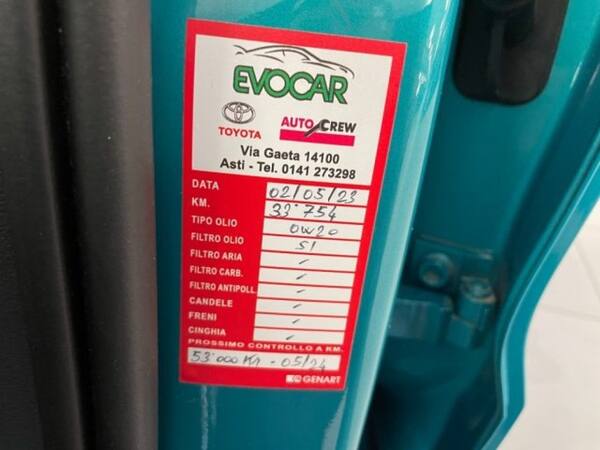 EVOCAR
TOYOTA AUTO CREW
Via Gaeta 14100
Asti - Tel. 0141 273298
DATA 02/05/23
KM. 33'754
TIPO OLIO 0W20
FILTRO OLIO SI
FILTRO ARIA /
FILTRO CARB. /
FILTRO ANTIPOLL. /
CANDELE /
FRENI /
CINGHIA /
PROSSIMO CONTROLLO A KM.
53'000 KM - 05/24
GENART